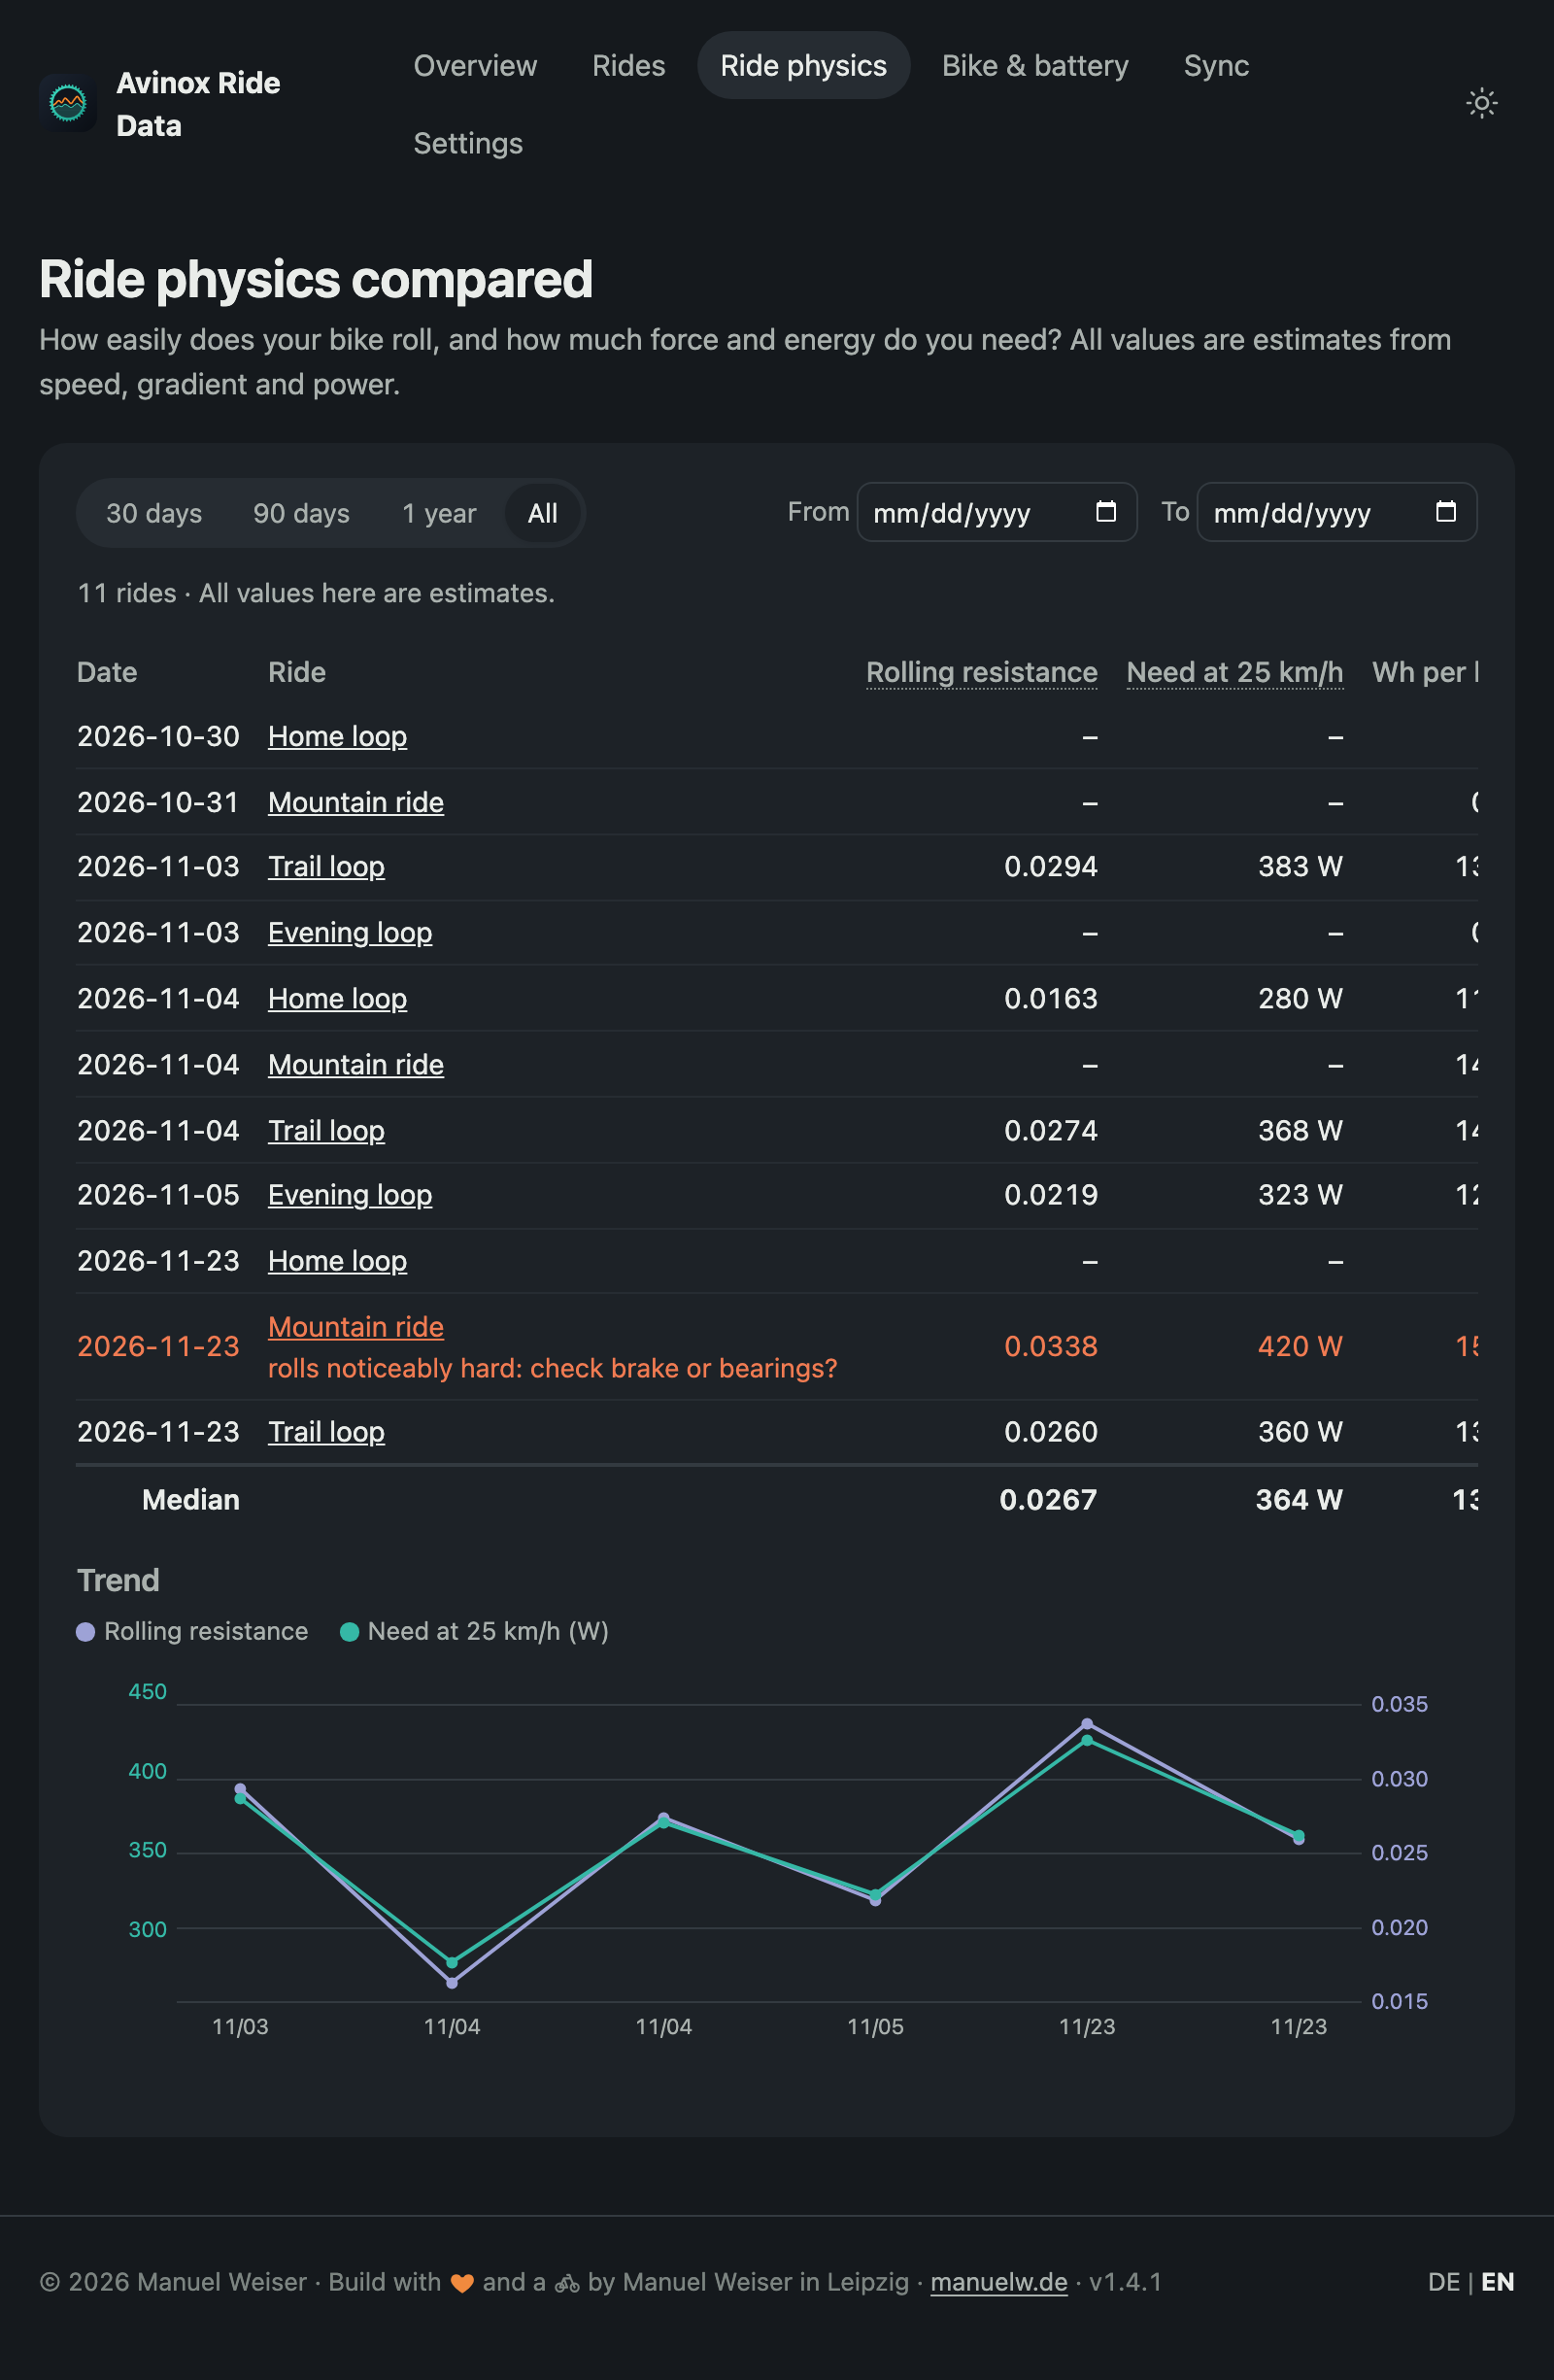 Avinox Ride
Data
Overview Rides Ride physics Bike & battery Sync
Settings
Ride physics compared
How easily does your bike roll, and how much force and energy do you need? All values are estimates from
speed, gradient and power.
30 days 90 days 1 year All From mm/dd/yyyy To mm/dd/yyyy
11 rides · All values here are estimates.
Date Ride Rolling resistance Need at 25 km/h Wh per
2026-10-30 Home loop – –
2026-10-31 Mountain ride – –
2026-11-03 Trail loop 0.0294 383 W
2026-11-03 Evening loop – –
2026-11-04 Home loop 0.0163 280 W
2026-11-04 Mountain ride – –
2026-11-04 Trail loop 0.0274 368 W
2026-11-05 Evening loop 0.0219 323 W
2026-11-23 Home loop – –
2026-11-23 Mountain ride 0.0338 420 W
rolls noticeably hard: check brake or bearings?
2026-11-23 Trail loop 0.0260 360 W
Median 0.0267 364 W
Trend
Rolling resistance Need at 25 km/h (W)
450 0.035
400 0.030
350 0.025
300 0.020
0.015
11/03 11/04 11/04 11/05 11/23 11/23
© 2026 Manuel Weiser · Build with 🧡 and a 🚲 by Manuel Weiser in Leipzig · manuelw.de · v1.4.1 DE | EN